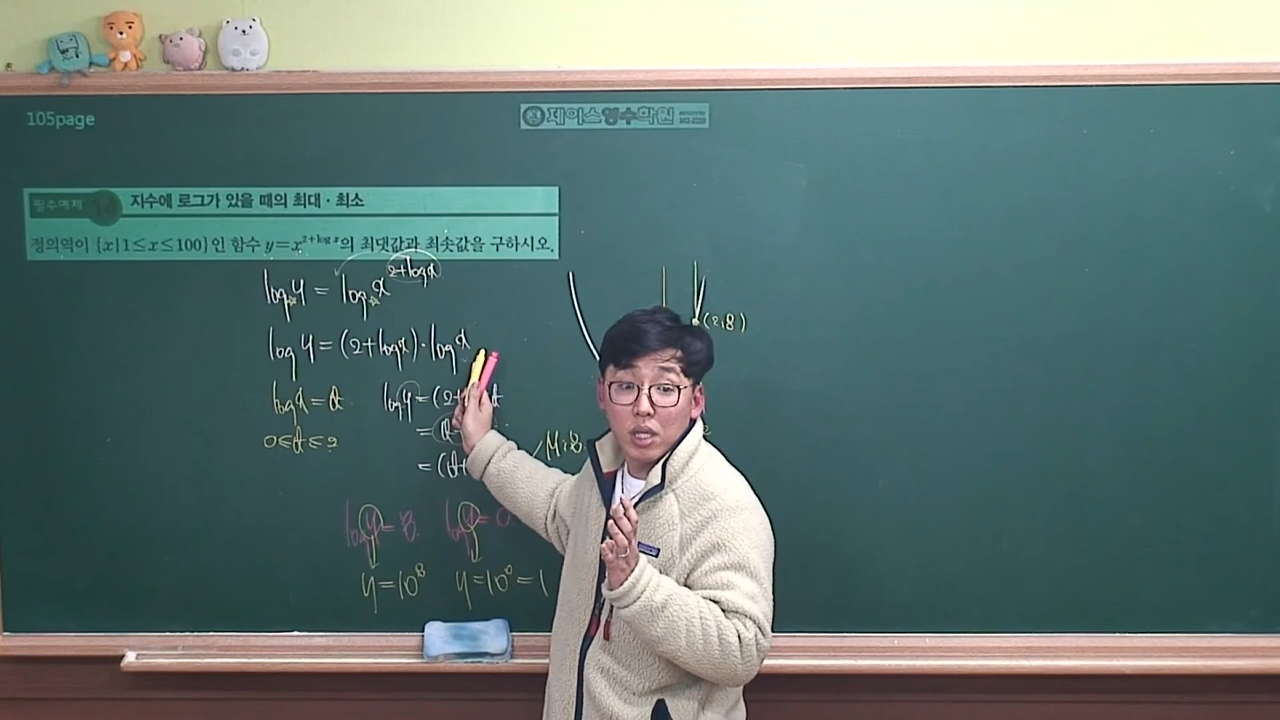 105page
제이스영수학원
필수예제 14 지수에 로그가 있을 때의 최대 · 최소
정의역이 {x|1≤x≤100}인 함수 y=x^{2+log x}의 최댓값과 최솟값을 구하시오.
log y = log x^{2+log x}
log y = (2+log x)·log x
log x = t
log y = (2+
0≤t≤2
=
= (t+
M:8
(2,8)
log y = 8
log y = 0
y = 10^8
y = 10^0 = 1